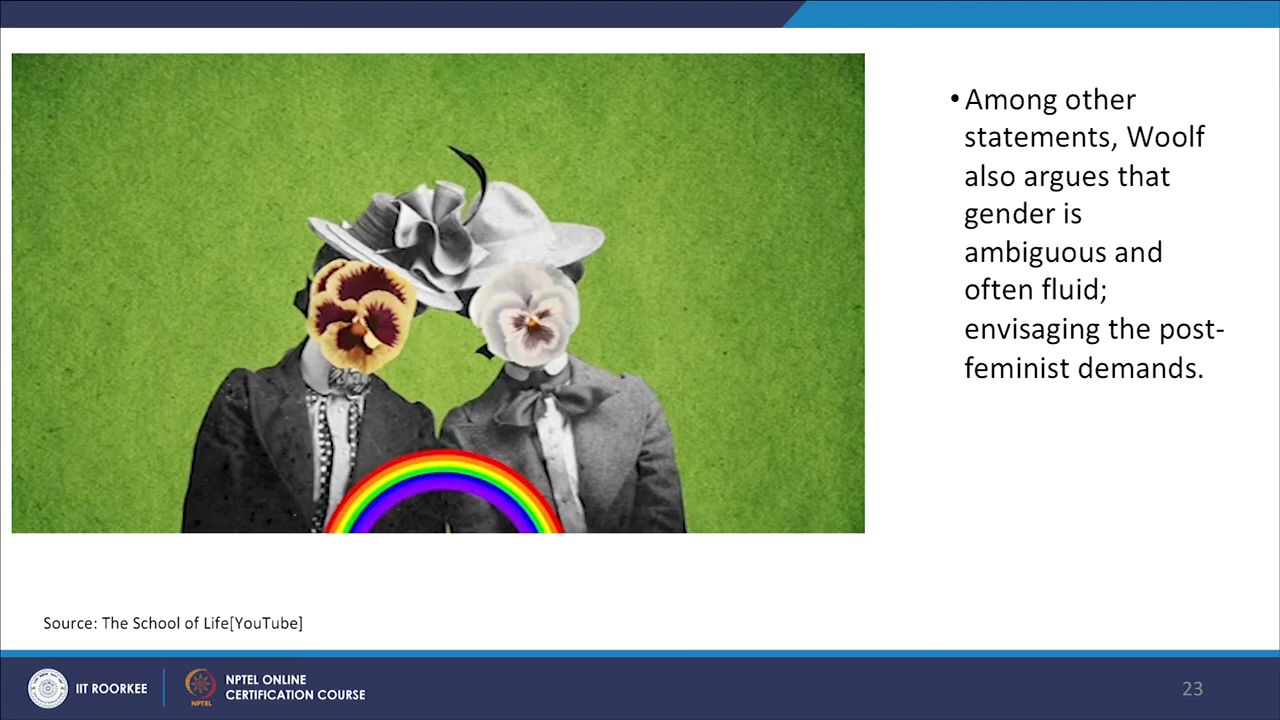 • Among other
statements, Woolf
also argues that
gender is
ambiguous and
often fluid;
envisaging the post-
feminist demands.
Source: The School of Life[YouTube]
IIT ROORKEE
NPTEL
NPTEL ONLINE
CERTIFICATION COURSE
23